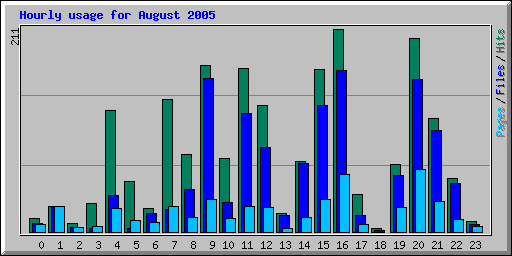 Hourly usage for August 2005
211
Pages / Files / Hits
0 1 2 3 4 5 6 7 8 9 10 11 12 13 14 15 16 17 18 19 20 21 22 23